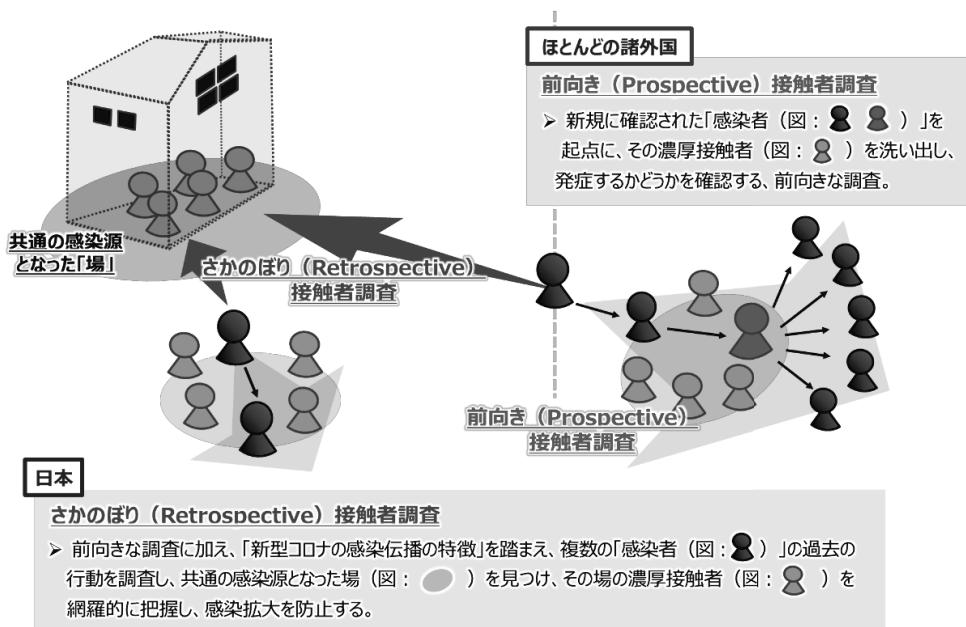 ほとんどの諸外国
前向き（Prospective）接触者調査
➢ 新規に確認された「感染者（図： ）」を
起点に、その濃厚接触者（図： ）を洗い出し、
発症するかどうかを確認する、前向きな調査。
共通の感染源
となった「場」
さかのぼり（Retrospective）
接触者調査
前向き（Prospective）
接触者調査
日本
さかのぼり（Retrospective）接触者調査
➢ 前向きな調査に加え、「新型コロナの感染伝播の特徴」を踏まえ、複数の「感染者（図： ）」の過去の
行動を調査し、共通の感染源となった場（図： ）を見つけ、その場の濃厚接触者（図： ）を
網羅的に把握し、感染拡大を防止する。